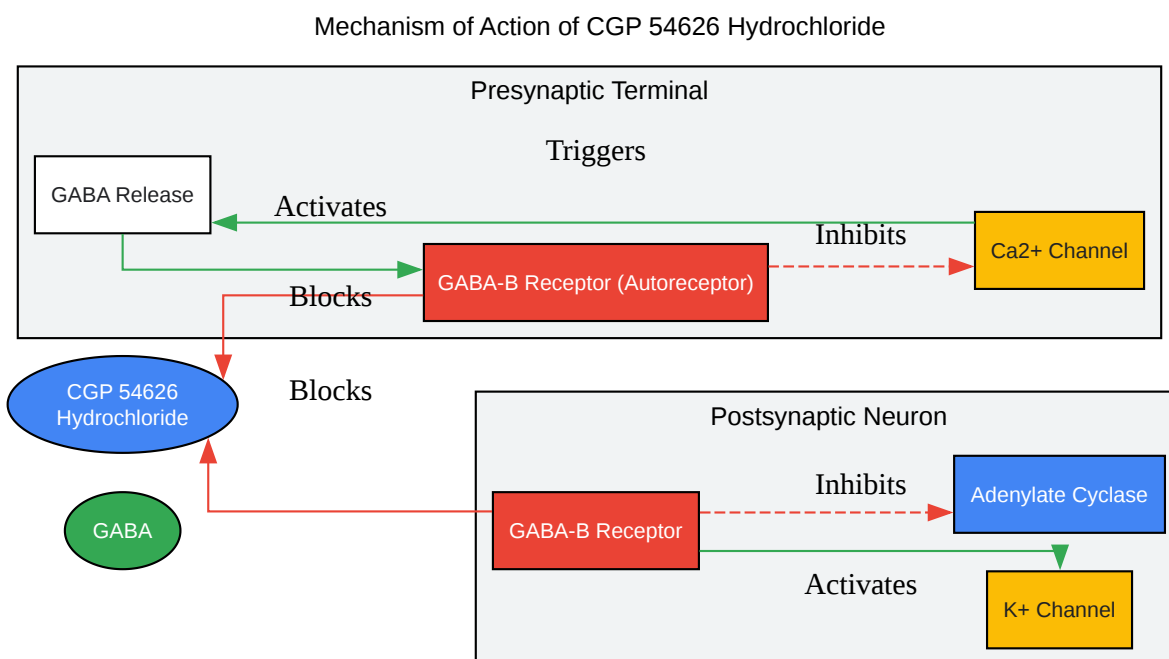 Mechanism of Action of CGP 54626 Hydrochloride
Presynaptic Terminal
Triggers
GABA Release
Activates
Inhibits
Ca2+ Channel
GABA-B Receptor (Autoreceptor)
Blocks
CGP 54626
Hydrochloride
Blocks
Postsynaptic Neuron
Inhibits
Adenylate Cyclase
GABA
GABA-B Receptor
Activates
K+ Channel